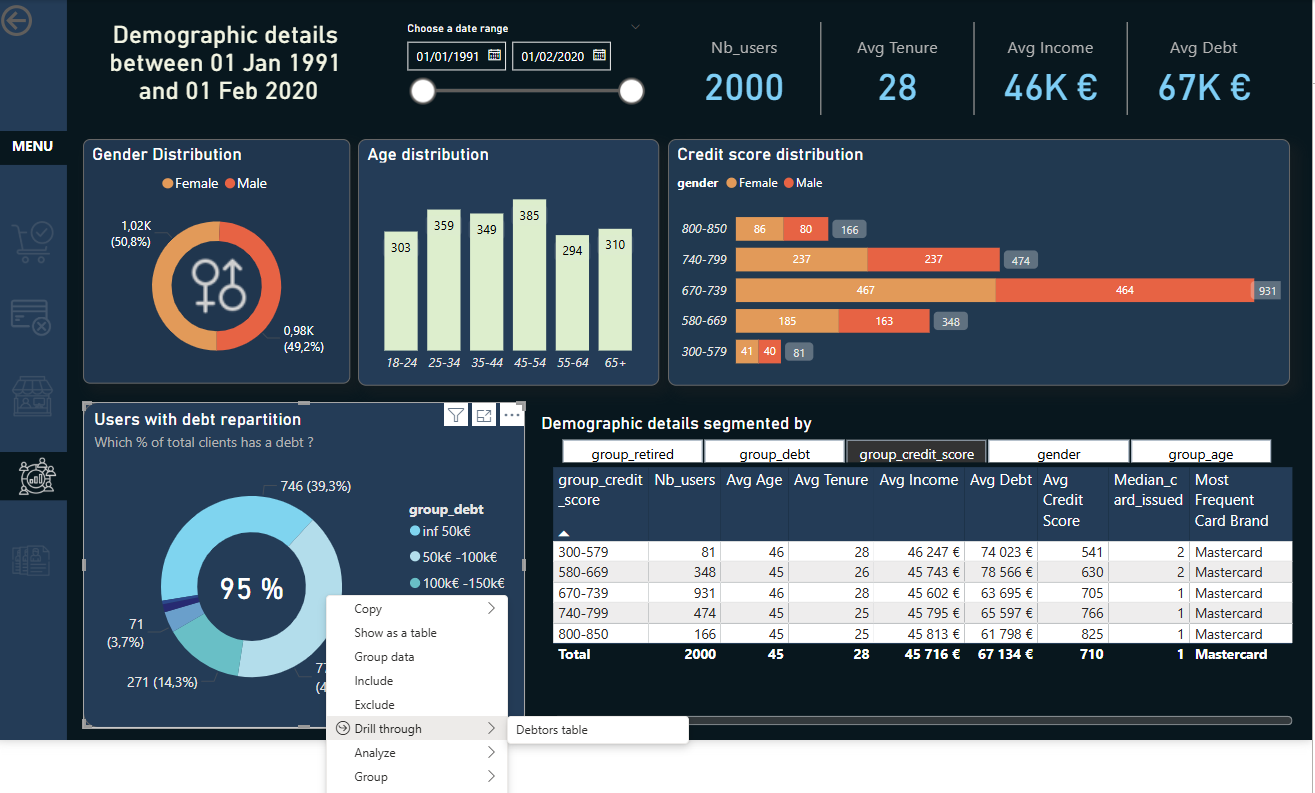 Demographic details
between 01 Jan 1991
and 01 Feb 2020
Choose a date range
01/01/1991 01/02/2020
Nb_users
2000
Avg Tenure
28
Avg Income
46K €
Avg Debt
67K €
MENU
Gender Distribution
Female Male
1,02K
(50,8%)
0,98K
(49,2%)
Age distribution
303 359 349 385 294 310
18-24 25-34 35-44 45-54 55-64 65+
Credit score distribution
gender Female Male
800-850 86 80 166
740-799 237 237 474
670-739 467 464 931
580-669 185 163 348
300-579 41 40 81
Users with debt repartition
Which % of total clients has a debt ?
746 (39,3%)
group_debt
inf 50k€
50k€ -100k€
100k€ -150k€
95 %
71
(3,7%)
271 (14,3%)
Copy
Show as a table
Group data
Include
Exclude
Drill through
Debtors table
Analyze
Group
Demographic details segmented by
group_retired group_debt group_credit_score gender group_age
group_credit_score Nb_users Avg Age Avg Tenure Avg Income Avg Debt Avg Credit Score Median_card_issued Most Frequent Card Brand
300-579 81 46 28 46 247 € 74 023 € 541 2 Mastercard
580-669 348 45 26 45 743 € 78 566 € 630 2 Mastercard
670-739 931 46 28 45 602 € 63 695 € 705 1 Mastercard
740-799 474 45 25 45 795 € 65 597 € 766 1 Mastercard
800-850 166 45 25 45 813 € 61 798 € 825 1 Mastercard
Total 2000 45 28 45 716 € 67 134 € 710 1 Mastercard